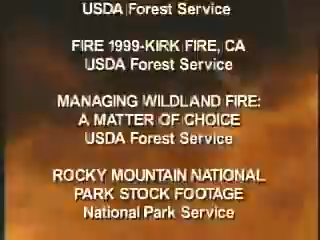 USDA Forest Service
FIRE 1999-KIRK FIRE, CA
USDA Forest Service
MANAGING WILDLAND FIRE:
A MATTER OF CHOICE
USDA Forest Service
ROCKY MOUNTAIN NATIONAL
PARK STOCK FOOTAGE
National Park Service